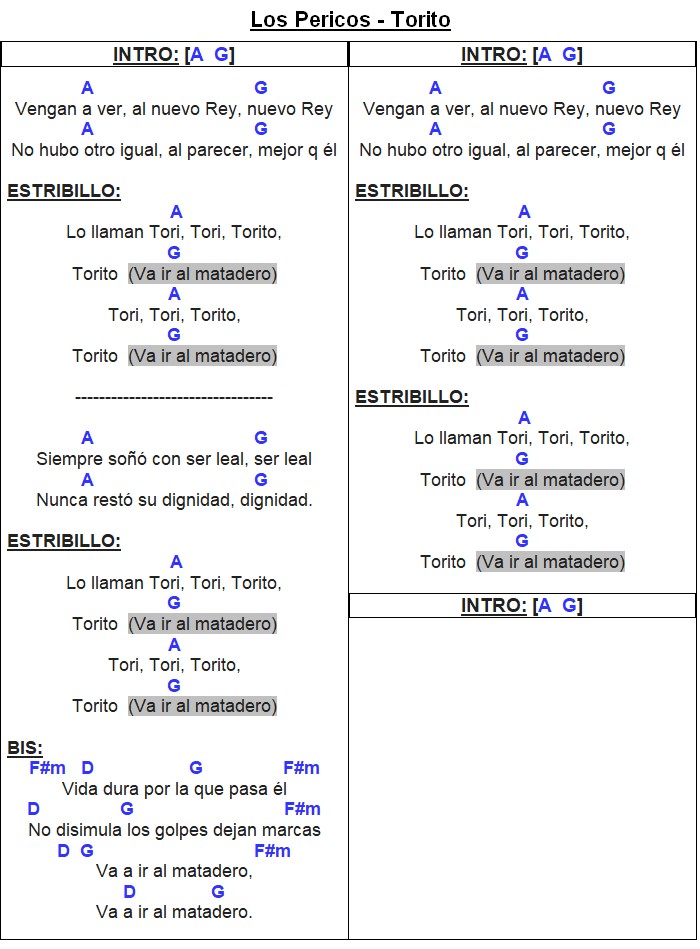 Los Pericos - Torito
INTRO: [A G]
A G
Vengan a ver, al nuevo Rey, nuevo Rey
A G
No hubo otro igual, al parecer, mejor q él
ESTRIBILLO:
A
Lo llaman Tori, Tori, Torito,
G
Torito (Va ir al matadero)
A
Tori, Tori, Torito,
G
Torito (Va ir al matadero)
---------------------------------
A G
Siempre soñó con ser leal, ser leal
A G
Nunca restó su dignidad, dignidad.
ESTRIBILLO:
A
Lo llaman Tori, Tori, Torito,
G
Torito (Va ir al matadero)
A
Tori, Tori, Torito,
G
Torito (Va ir al matadero)
BIS:
F#m D G F#m
Vida dura por la que pasa él
D G F#m
No disimula los golpes dejan marcas
D G F#m
Va a ir al matadero,
D G
Va a ir al matadero.
INTRO: [A G]
A G
Vengan a ver, al nuevo Rey, nuevo Rey
A G
No hubo otro igual, al parecer, mejor q él
ESTRIBILLO:
A
Lo llaman Tori, Tori, Torito,
G
Torito (Va ir al matadero)
A
Tori, Tori, Torito,
G
Torito (Va ir al matadero)
ESTRIBILLO:
A
Lo llaman Tori, Tori, Torito,
G
Torito (Va ir al matadero)
A
Tori, Tori, Torito,
G
Torito (Va ir al matadero)
INTRO: [A G]